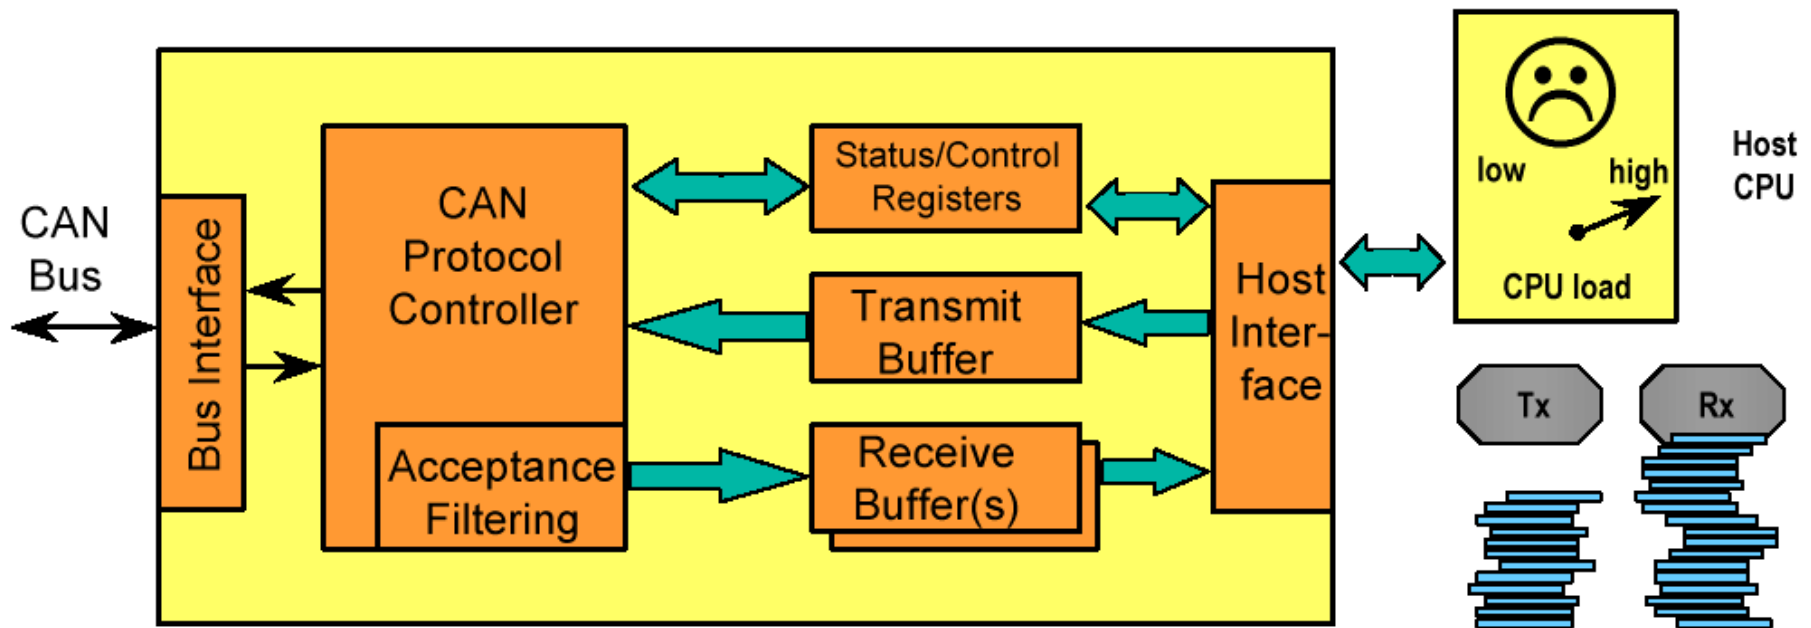 CAN
Bus
Bus Interface
CAN
Protocol
Controller
Acceptance
Filtering
Status/Control
Registers
Transmit
Buffer
Receive
Buffer(s)
Host
Inter-
face
low
high
CPU load
Host
CPU
Tx
Rx